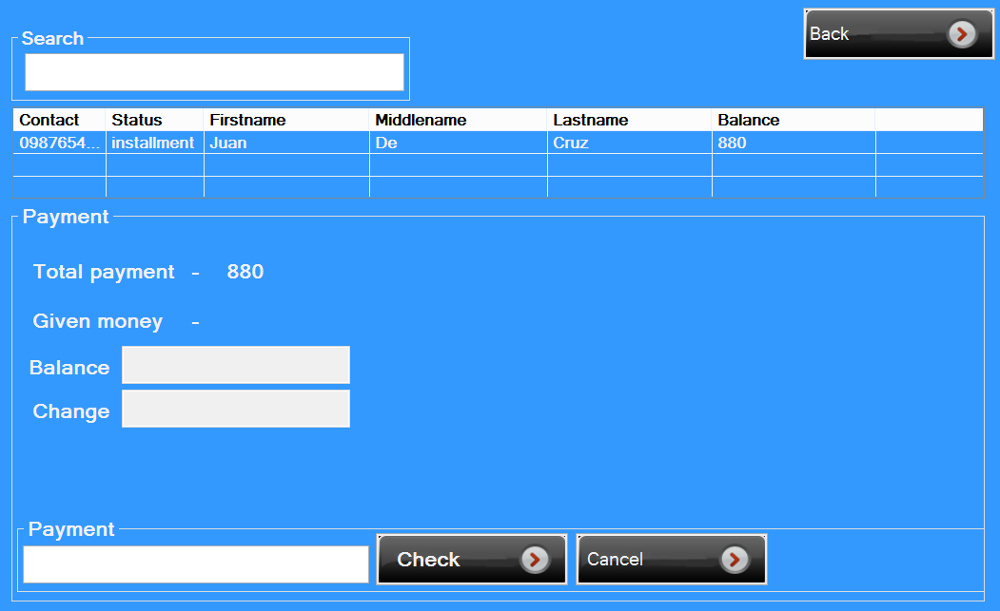 Back
Search
Contact Status Firstname Middlename Lastname Balance
0987654... installment Juan De Cruz 880
Payment
Total payment - 880
Given money -
Balance
Change
Payment
Check Cancel